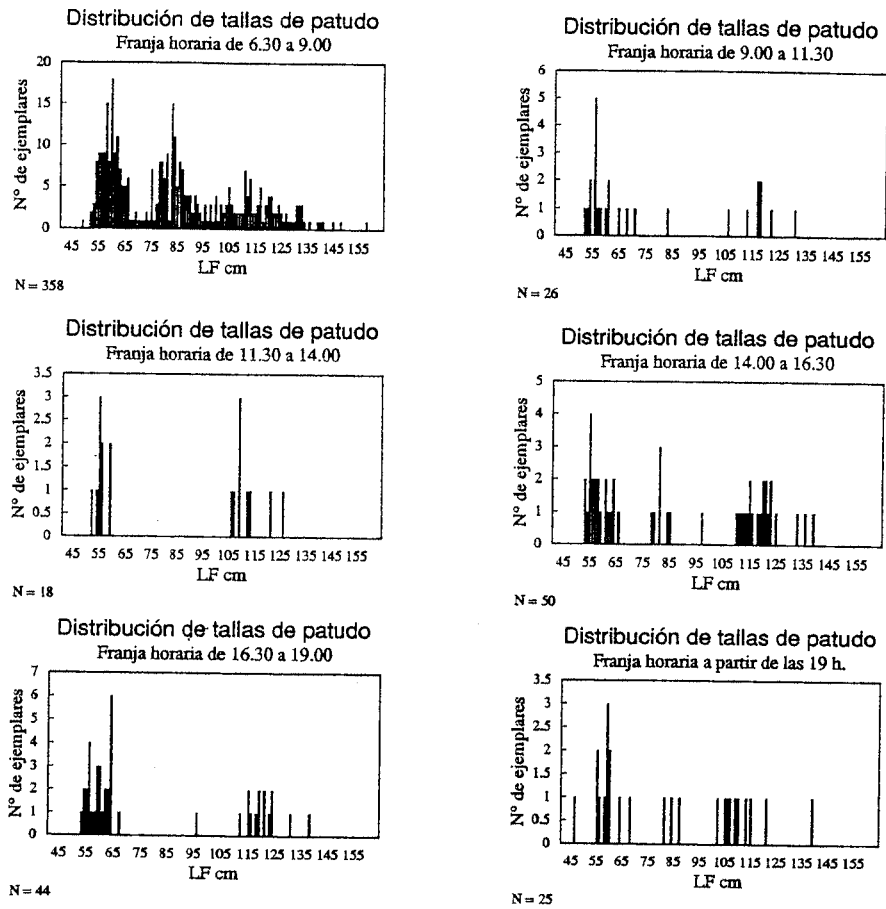 Distribución de tallas de patudo
Franja horaria de 6.30 a 9.00
Nº de ejemplares
20
15
10
5
0
45 55 65 75 85 95 105 115 125 135 145 155
LF cm
N = 358
Distribución de tallas de patudo
Franja horaria de 9.00 a 11.30
Nº de ejemplares
6
5
4
3
2
1
0
45 55 65 75 85 95 105 115 125 135 145 155
LF cm
N = 26
Distribución de tallas de patudo
Franja horaria de 11.30 a 14.00
Nº de ejemplares
3.5
3
2.5
2
1.5
1
0.5
0
45 55 65 75 85 95 105 115 125 135 145 155
LF cm
N = 18
Distribución de tallas de patudo
Franja horaria de 14.00 a 16.30
Nº de ejemplares
5
4
3
2
1
0
45 55 65 75 85 95 105 115 125 135 145 155
LF cm
N = 50
Distribución de tallas de patudo
Franja horaria de 16.30 a 19.00
Nº de ejemplares
7
6
5
4
3
2
1
0
45 55 65 75 85 95 105 115 125 135 145 155
LF cm
N = 44
Distribución de tallas de patudo
Franja horaria a partir de las 19 h.
Nº de ejemplares
3.5
3
2.5
2
1.5
1
0.5
0
45 55 65 75 85 95 105 115 125 135 145 155
LF cm
N = 25